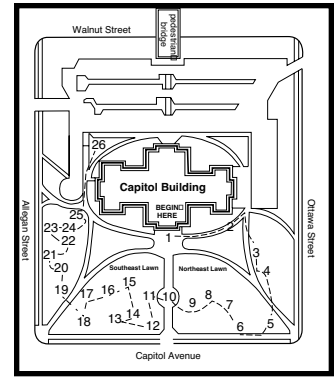 Walnut Street
pedestrian
bridge
26
Capitol Building
BEGIND
HERE
Allegan Street
Ottawa Street
25
23 24
22
21
20
19
18
17
16
15
14
13
12
11
10
9
8
7
6
5
4
3
2
1
Southeast Lawn
Northeast Lawn
Capitol Avenue